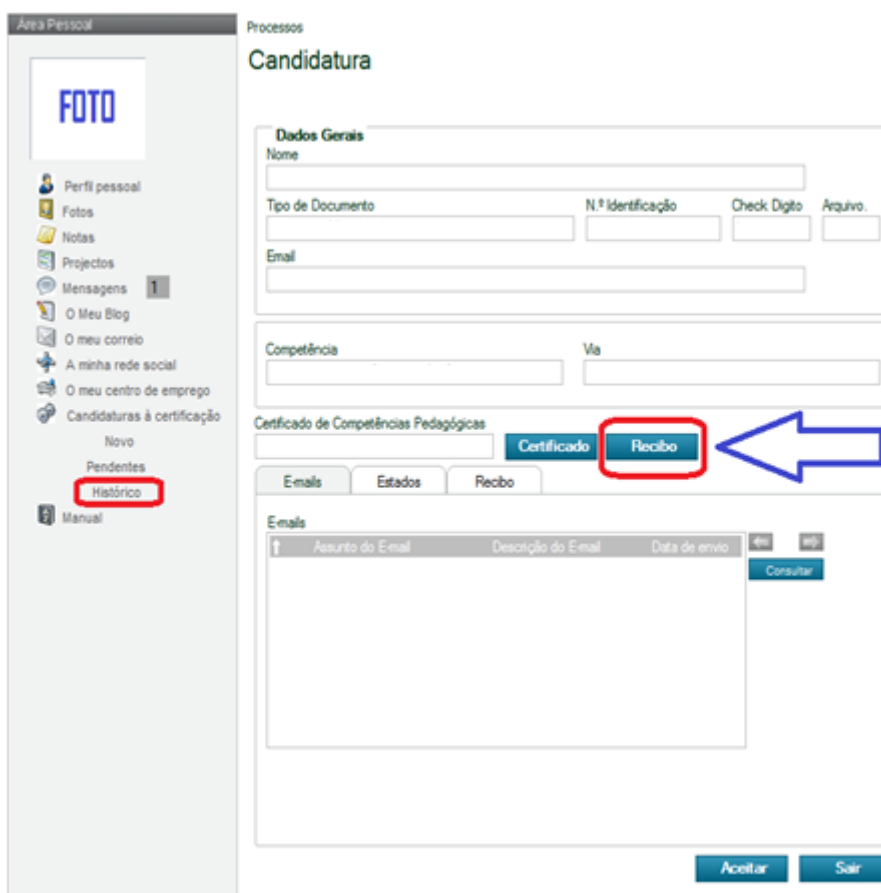 Área Pessoal
FOTO
Perfil pessoal
Fotos
Notas
Projectos
Mensagens 1
O Meu Blog
O meu correio
A minha rede social
O meu centro de emprego
Candidaturas à certificação
Novo
Pendentes
Histórico
Manual
Processos
Candidatura
Dados Gerais
Nome
Tipo de Documento N.º Identificação Check Digito Arquivo.
Email
Competência Via
Certificado de Competências Pedagógicas
Certificado Recibo
E-mails Estados Recibo
E-mails
Assunto do E-mail Descrição do E-mail Data de envio
Consultar
Aceitar Sair